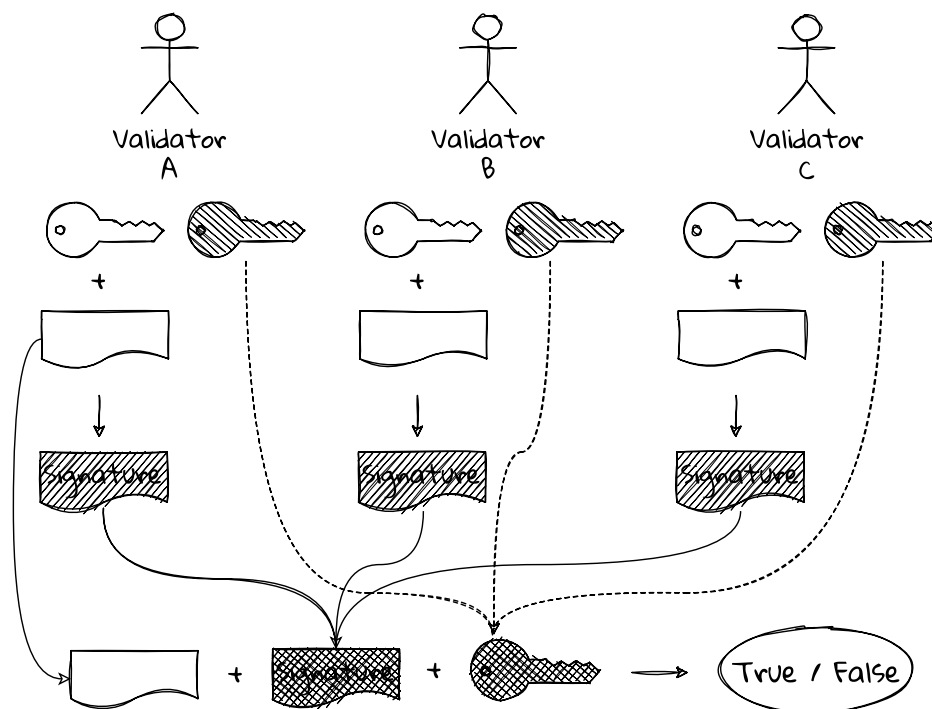 Validator
A
Validator
B
Validator
C
+
+
+
Signature
Signature
Signature
+
Signature
+
True / False